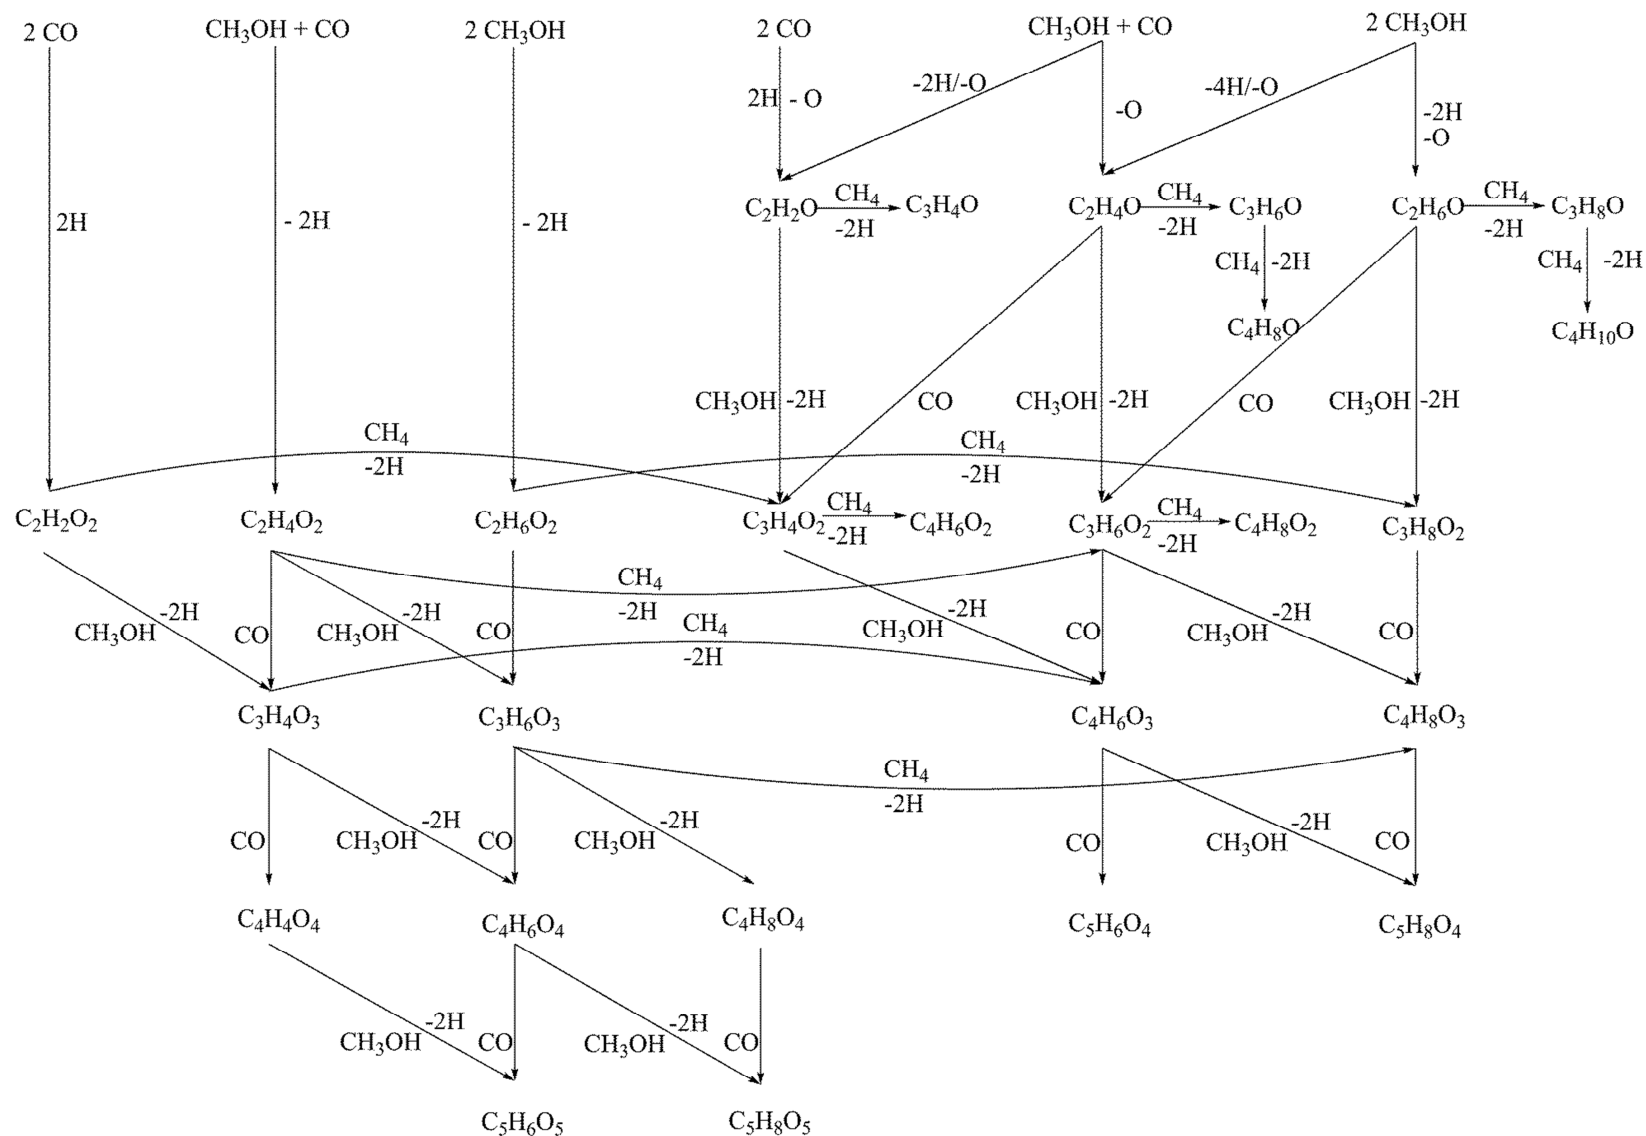 2 CO
CH₃OH + CO
2 CH₃OH
2 CO
CH₃OH + CO
2 CH₃OH
2H - O
-2H/-O
-O
-4H/-O
-2H
-O
2H
- 2H
- 2H
C₂H₂O
CH₄
-2H
C₃H₄O
C₂H₄O
CH₄
-2H
C₃H₆O
C₂H₆O
CH₄
-2H
C₃H₈O
CH₄ -2H
CH₄ -2H
C₄H₈O
C₄H₁₀O
CH₃OH -2H
CO
CH₃OH -2H
CO
CH₃OH -2H
CH₄
-2H
CH₄
-2H
C₂H₂O₂
C₂H₄O₂
C₂H₆O₂
C₃H₄O₂
CH₄
-2H
C₄H₆O₂
C₃H₆O₂
CH₄
-2H
C₄H₈O₂
C₃H₈O₂
CH₄
-2H
CH₃OH -2H
CO
CH₃OH -2H
CO
CH₄
-2H
CH₃OH -2H
CO
CH₃OH -2H
CO
C₃H₄O₃
C₃H₆O₃
C₄H₆O₃
C₄H₈O₃
CH₄
-2H
CO
CH₃OH -2H
CO
CH₃OH -2H
CO
CH₃OH -2H
CO
C₄H₄O₄
C₄H₆O₄
C₄H₈O₄
C₅H₆O₄
C₅H₈O₄
CH₃OH -2H
CO
CH₃OH -2H
CO
C₅H₆O₅
C₅H₈O₅